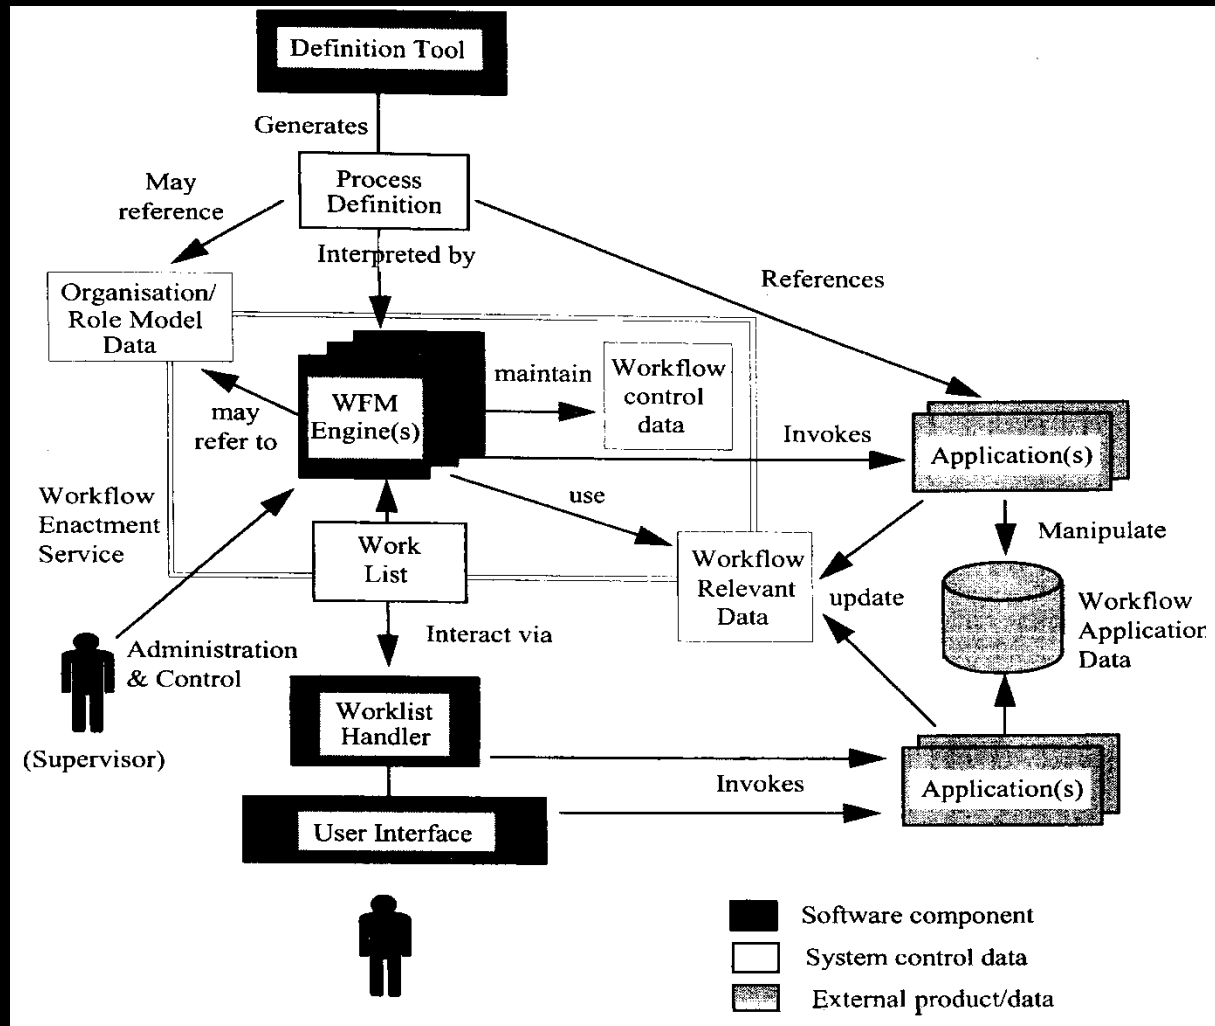 Definition Tool
Generates
Process
Definition
May
reference
Interpreted by
References
Organisation/
Role Model
Data
WFM
Engine(s)
maintain
Workflow
control
data
may
refer to
Invokes
Application(s)
Workflow
Enactment
Service
use
Work
List
Workflow
Relevant
Data
Manipulate
update
Workflow
Application
Data
Interact via
Administration
& Control
(Supervisor)
Worklist
Handler
Invokes
Application(s)
User Interface
Software component
System control data
External product/data